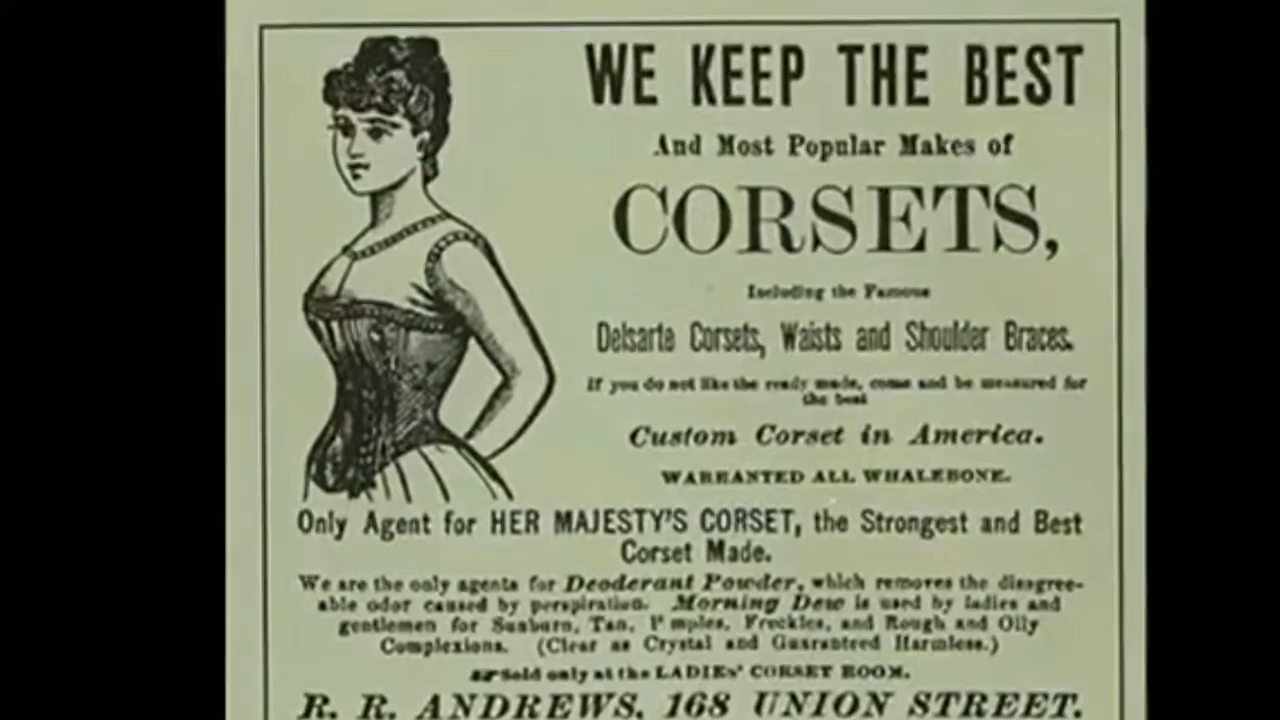 WE KEEP THE BEST
And Most Popular Makes of
CORSETS,
Including the Famous
Delsarte Corsets, Waists and Shoulder Braces.
If you do not like the ready made, come and be measured for
the best
Custom Corset in America.
WARRANTED ALL WHALEBONE.
Only Agent for HER MAJESTY'S CORSET, the Strongest and Best
Corset Made.
We are the only agents for Deoderant Powder, which removes the disagree-
able odor caused by perspiration. Morning Dew is used by ladies and
gentlemen for Sunburn, Tan, P mples, Freckles, and Rough and Oily
Complexions. (Clear as Crystal and Guaranteed Harmless.)
☞Sold only at the LADIES' CORSET ROOM.
R. R. ANDREWS, 168 UNION STREET.